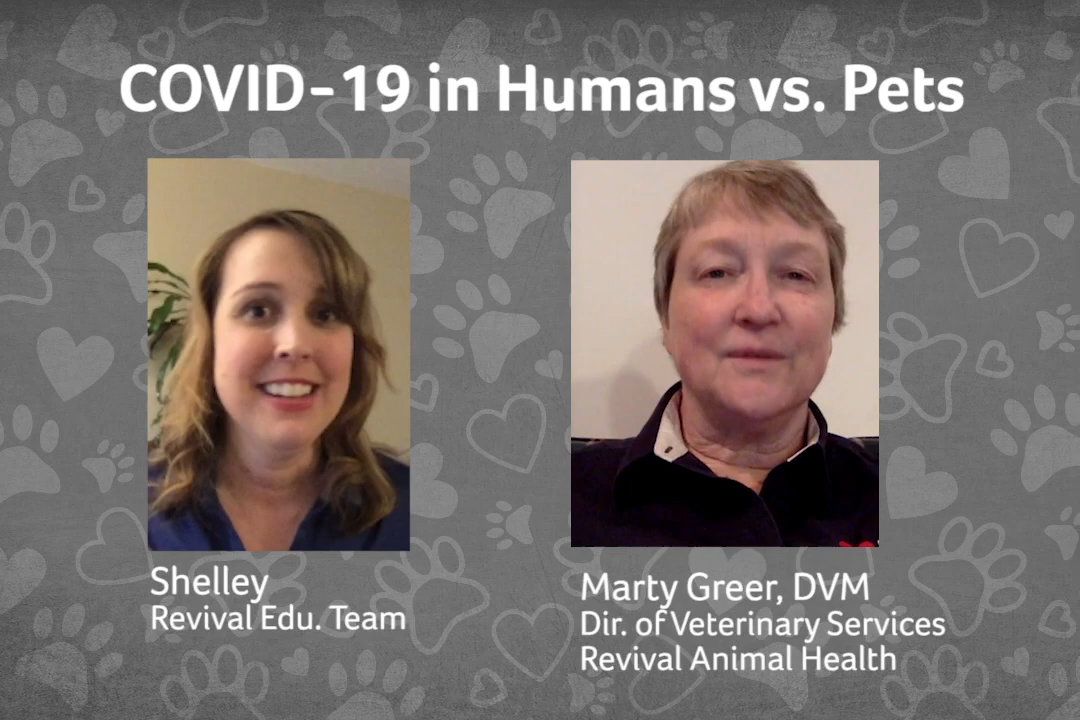 COVID-19 in Humans vs. Pets
Shelley
Revival Edu. Team
Marty Greer, DVM
Dir. of Veterinary Services
Revival Animal Health